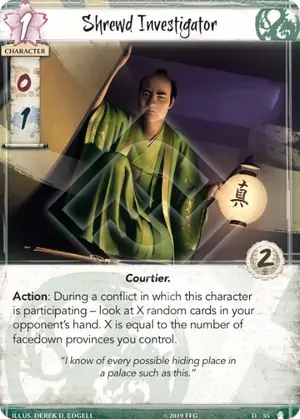 Shrewd Investigator
1
CHARACTER
0
1
真
2
Courtier.
Action: During a conflict in which this character
is participating – look at X random cards in your
opponent's hand. X is equal to the number of
facedown provinces you control.
"I know of every possible hiding place in
a palace such as this."
ILLUS. DEREK D. EDGELL
© 2019 FFG
D
35